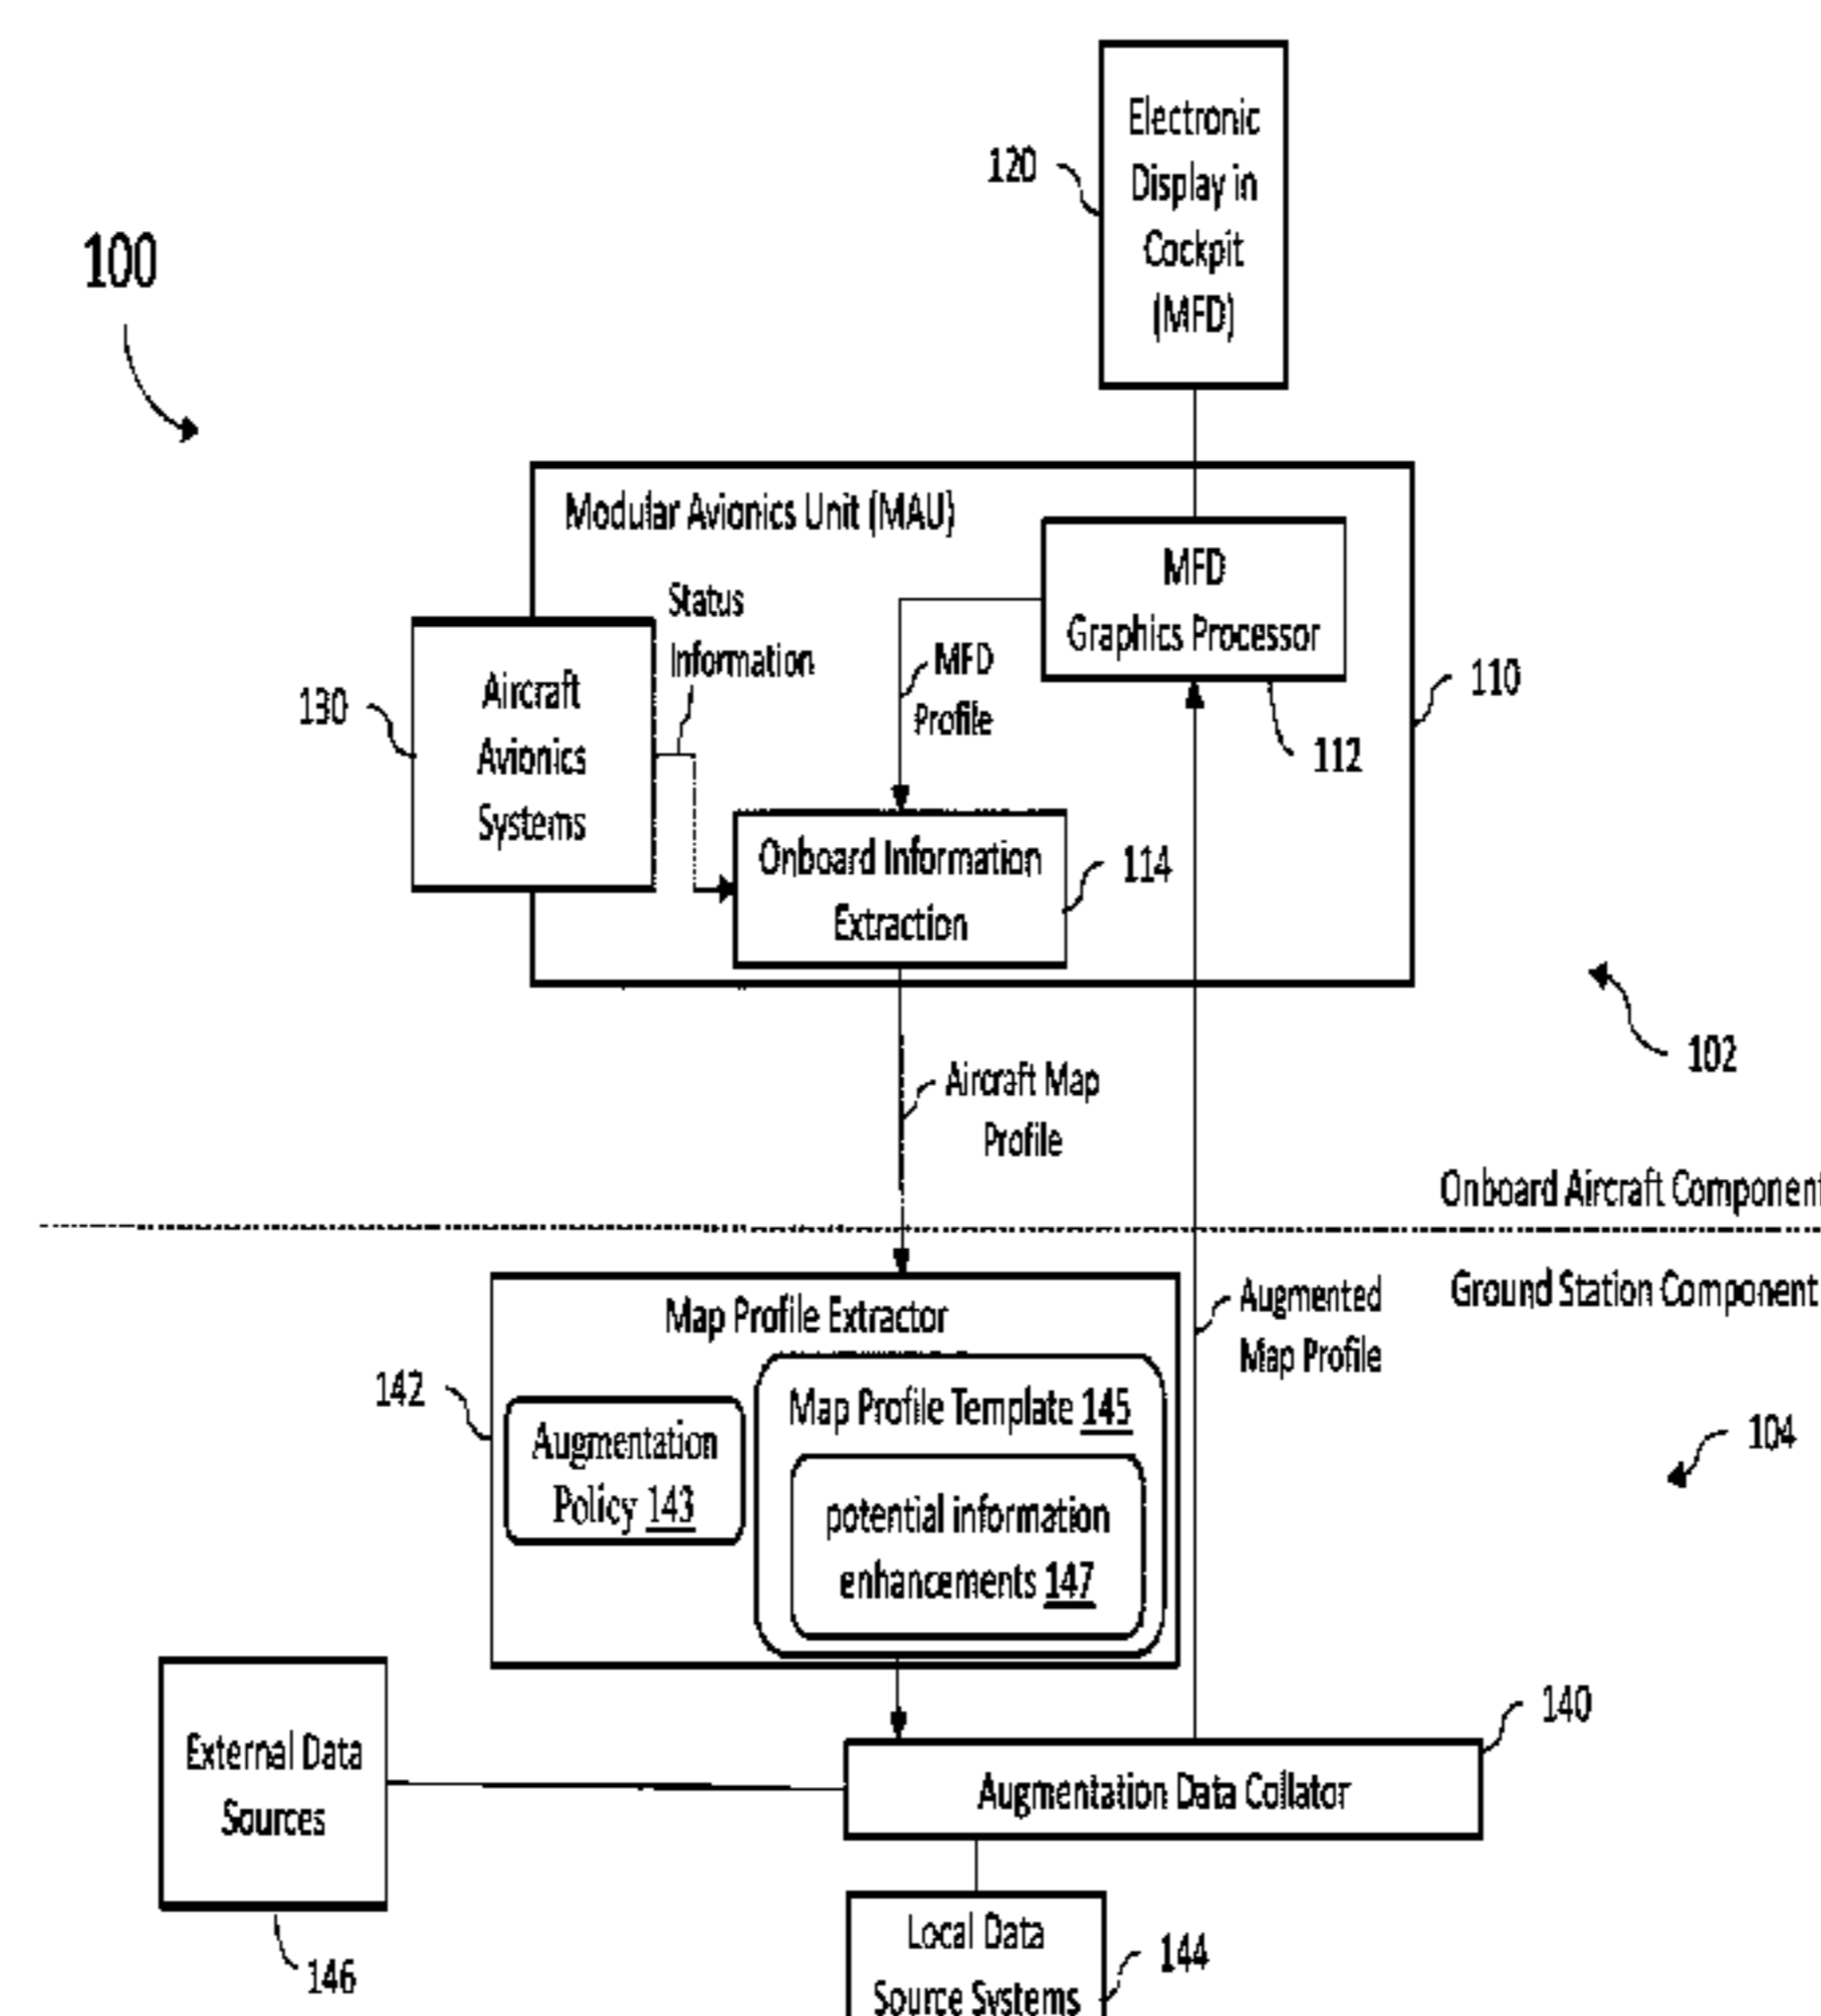 Electronic
Display in
Cockpit
(MFD)
120
100
Modular Avionics Unit (MAU)
MFD
Graphics Processor
Status
Information
MFD
Profile
110
112
130
Aircraft
Avionics
Systems
Onboard Information
Extraction
114
102
Aircraft Map
Profile
Onboard Aircraft Component
Ground Station Component
Map Profile Extractor
Augmented
Map Profile
142
Map Profile Template 145
Augmentation
Policy 143
potential information
enhancements 147
104
140
External Data
Sources
Augmentation Data Collator
146
Local Data
Source Systems
144